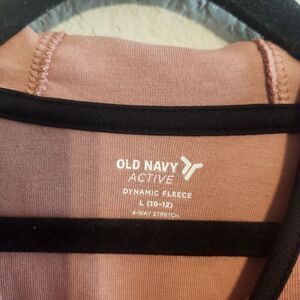 OLD NAVY
ACTIVE
DYNAMIC FLEECE
L (10-12)
4-WAY STRETCH